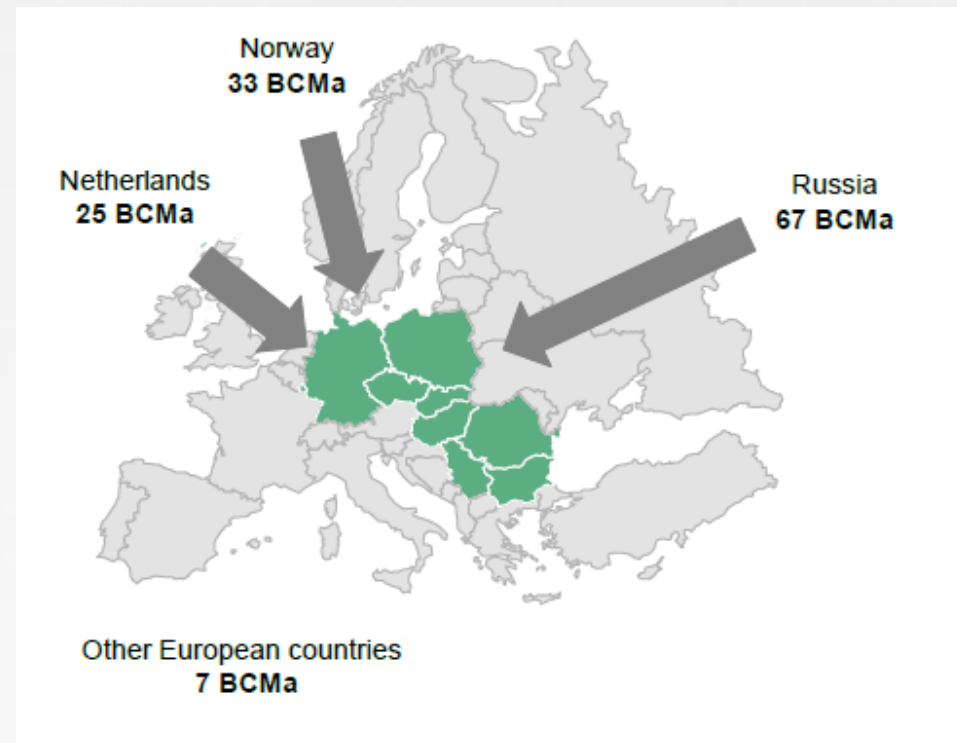 Norway
33 BCMa
Netherlands
25 BCMa
Russia
67 BCMa
Other European countries
7 BCMa